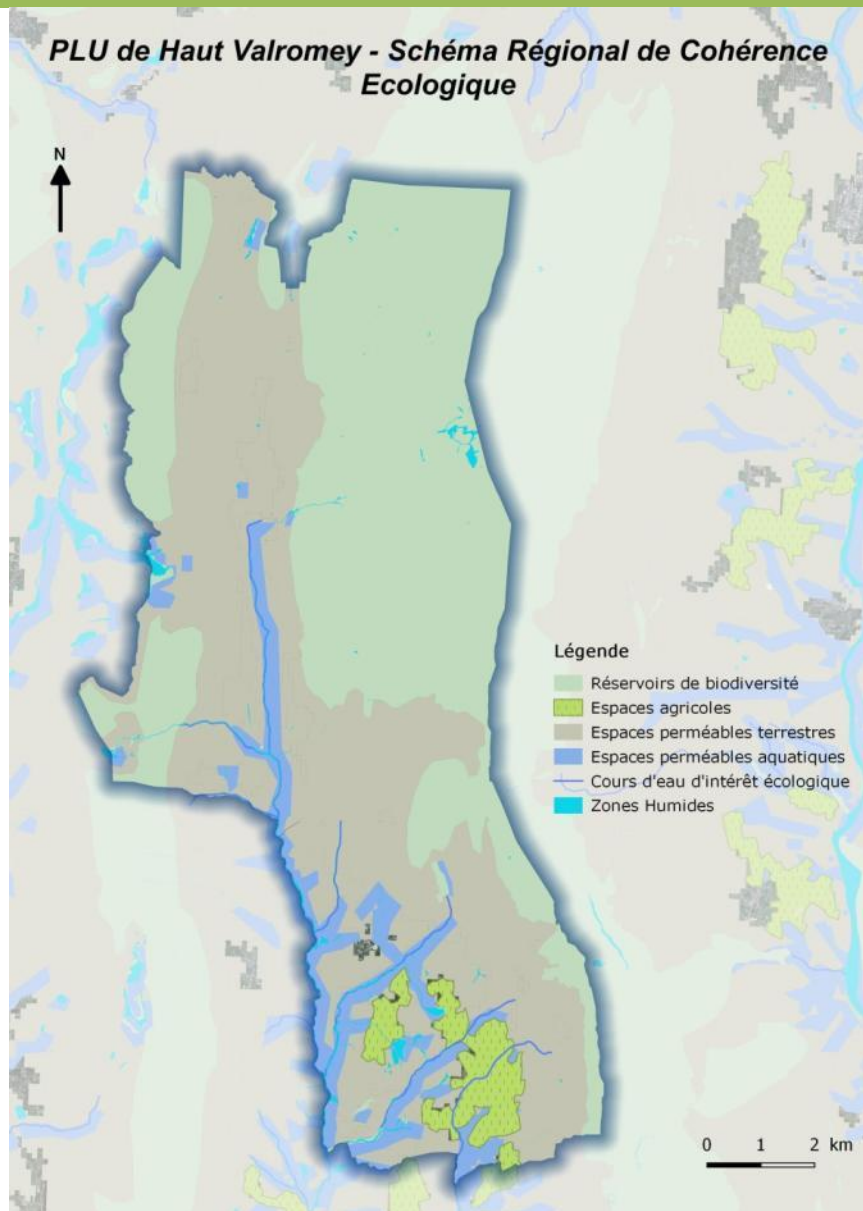 PLU de Haut Valromey - Schéma Régional de Cohérence
Ecologique
N
Légende
Réservoirs de biodiversité
Espaces agricoles
Espaces perméables terrestres
Espaces perméables aquatiques
Cours d'eau d'intérêt écologique
Zones Humides
0 1 2 km